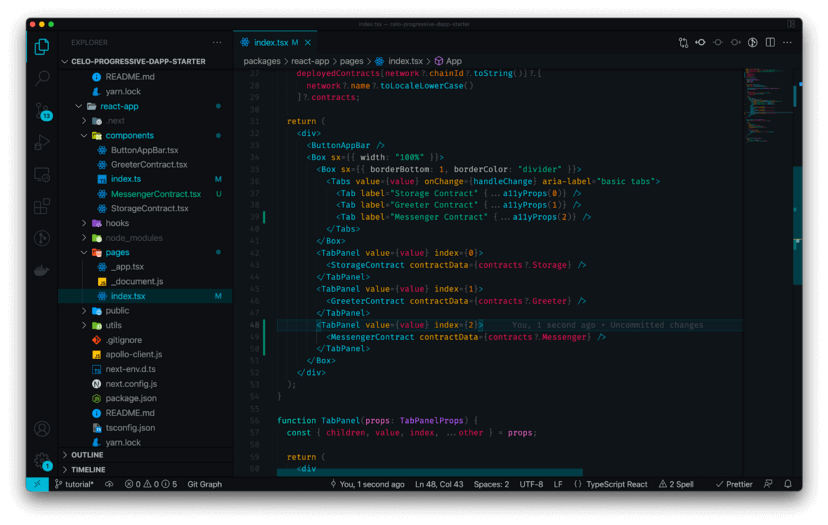 index.tsx — celo-progressive-dapp-starter
EXPLORER
CELO-PROGRESSIVE-DAPP-STARTER
README.md
yarn.lock
react-app
.next
components
ButtonAppBar.tsx
GreeterContract.tsx
index.ts M
MessengerContract.tsx U
StorageContract.tsx
hooks
node_modules
pages
_app.tsx
_document.js
index.tsx M
public
utils
.gitignore
apollo-client.js
next-env.d.ts
next.config.js
package.json
README.md
tsconfig.json
yarn.lock
OUTLINE
TIMELINE
13
1
index.tsx M
packages > react-app > pages > index.tsx > App
27 deployedContracts[network?.chainId?.toString()]?.[
28 network?.name?.toLocaleLowerCase()
29 ]?.contracts;
30
31 return (
32 <div>
33 <ButtonAppBar />
34 <Box sx={{ width: "100%" }}>
35 <Box sx={{ borderBottom: 1, borderColor: "divider" }}>
36 <Tabs value={value} onChange={handleChange} aria-label="basic tabs">
37 <Tab label="Storage Contract" {...a11yProps(0)} />
38 <Tab label="Greeter Contract" {...a11yProps(1)} />
39 <Tab label="Messenger Contract" {...a11yProps(2)} />
40 </Tabs>
41 </Box>
42 <TabPanel value={value} index={0}>
43 <StorageContract contractData={contracts?.Storage} />
44 </TabPanel>
45 <TabPanel value={value} index={1}>
46 <GreeterContract contractData={contracts?.Greeter} />
47 </TabPanel>
48 <TabPanel value={value} index={2}> You, 1 second ago • Uncommitted changes
49 <MessengerContract contractData={contracts?.Messenger} />
50 </TabPanel>
51 </Box>
52 </div>
53 );
54 }
55
56 function TabPanel(props: TabPanelProps) {
57 const { children, value, index, ...other } = props;
58
59 return (
60 <div
tutorial* 0 0 5 Git Graph You, 1 second ago Ln 48, Col 43 Spaces: 2 UTF-8 LF TypeScript React 2 Spell Prettier